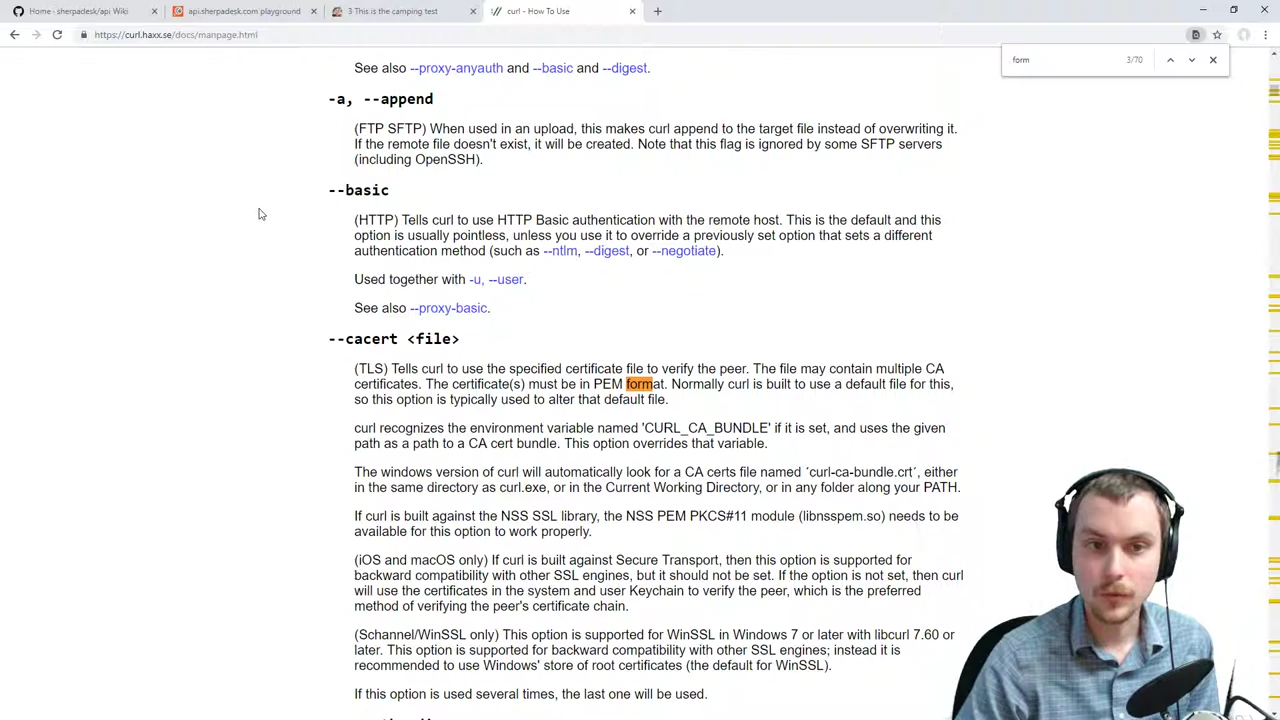 Home · sherpadesk/api Wiki
api.sherpadesk.com playground
3 This is the camping test
curl - How To Use
https://curl.haxx.se/docs/manpage.html
form
3/70
See also --proxy-anyauth and --basic and --digest.
-a, --append
(FTP SFTP) When used in an upload, this makes curl append to the target file instead of overwriting it.
If the remote file doesn't exist, it will be created. Note that this flag is ignored by some SFTP servers
(including OpenSSH).
--basic
(HTTP) Tells curl to use HTTP Basic authentication with the remote host. This is the default and this
option is usually pointless, unless you use it to override a previously set option that sets a different
authentication method (such as --ntlm, --digest, or --negotiate).
Used together with -u, --user.
See also --proxy-basic.
--cacert <file>
(TLS) Tells curl to use the specified certificate file to verify the peer. The file may contain multiple CA
certificates. The certificate(s) must be in PEM format. Normally curl is built to use a default file for this,
so this option is typically used to alter that default file.
curl recognizes the environment variable named 'CURL_CA_BUNDLE' if it is set, and uses the given
path as a path to a CA cert bundle. This option overrides that variable.
The windows version of curl will automatically look for a CA certs file named ´curl-ca-bundle.crt´, either
in the same directory as curl.exe, or in the Current Working Directory, or in any folder along your PATH.
If curl is built against the NSS SSL library, the NSS PEM PKCS#11 module (libnsspem.so) needs to be
available for this option to work properly.
(iOS and macOS only) If curl is built against Secure Transport, then this option is supported for
backward compatibility with other SSL engines, but it should not be set. If the option is not set, then curl
will use the certificates in the system and user Keychain to verify the peer, which is the preferred
method of verifying the peer's certificate chain.
(Schannel/WinSSL only) This option is supported for WinSSL in Windows 7 or later with libcurl 7.60 or
later. This option is supported for backward compatibility with other SSL engines; instead it is
recommended to use Windows' store of root certificates (the default for WinSSL).
If this option is used several times, the last one will be used.